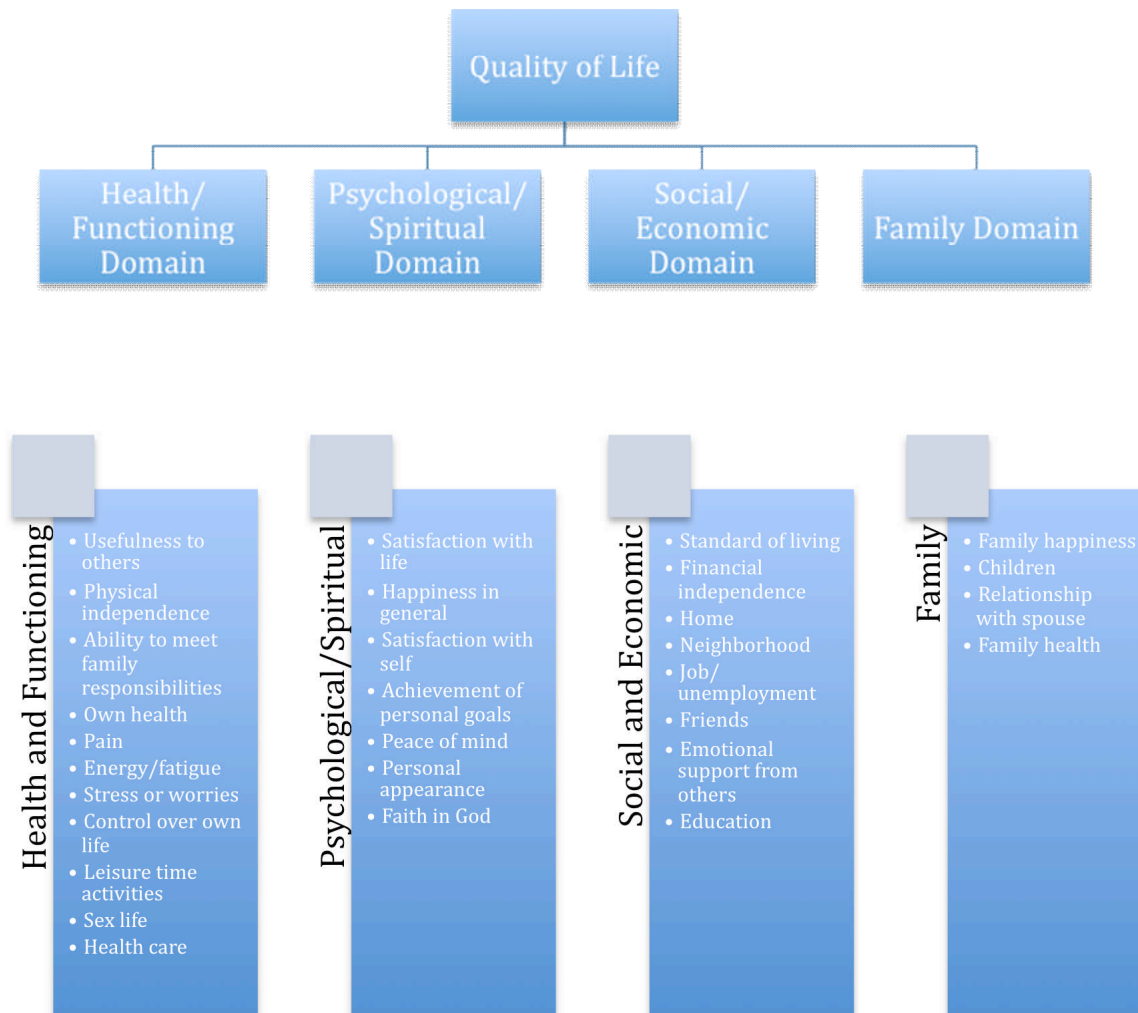 Quality of Life
Health/
Functioning
Domain
Psychological/
Spiritual
Domain
Social/
Economic
Domain
Family Domain
Health and Functioning
• Usefulness to
others
• Physical
independence
• Ability to meet
family
responsibilities
• Own health
• Pain
• Energy/fatigue
• Stress or worries
• Control over own
life
• Leisure time
activities
• Sex life
• Health care
Psychological/Spiritual
• Satisfaction with
life
• Happiness in
general
• Satisfaction with
self
• Achievement of
personal goals
• Peace of mind
• Personal
appearance
• Faith in God
Social and Economic
• Standard of living
• Financial
independence
• Home
• Neighborhood
• Job/
unemployment
• Friends
• Emotional
support from
others
• Education
Family
• Family happiness
• Children
• Relationship
with spouse
• Family health